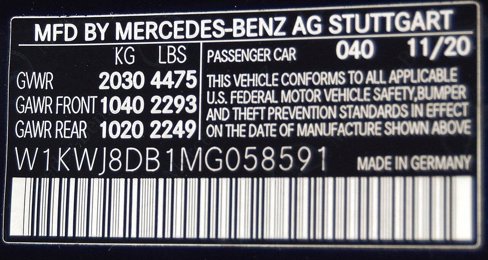 MFD BY MERCEDES-BENZ AG STUTTGART
KG LBS
GVWR 2030 4475
GAWR FRONT 1040 2293
GAWR REAR 1020 2249
PASSENGER CAR 040 11/20
THIS VEHICLE CONFORMS TO ALL APPLICABLE
U.S. FEDERAL MOTOR VEHICLE SAFETY,BUMPER
AND THEFT PREVENTION STANDARDS IN EFFECT
ON THE DATE OF MANUFACTURE SHOWN ABOVE
W1KWJ8DB1MG058591 MADE IN GERMANY